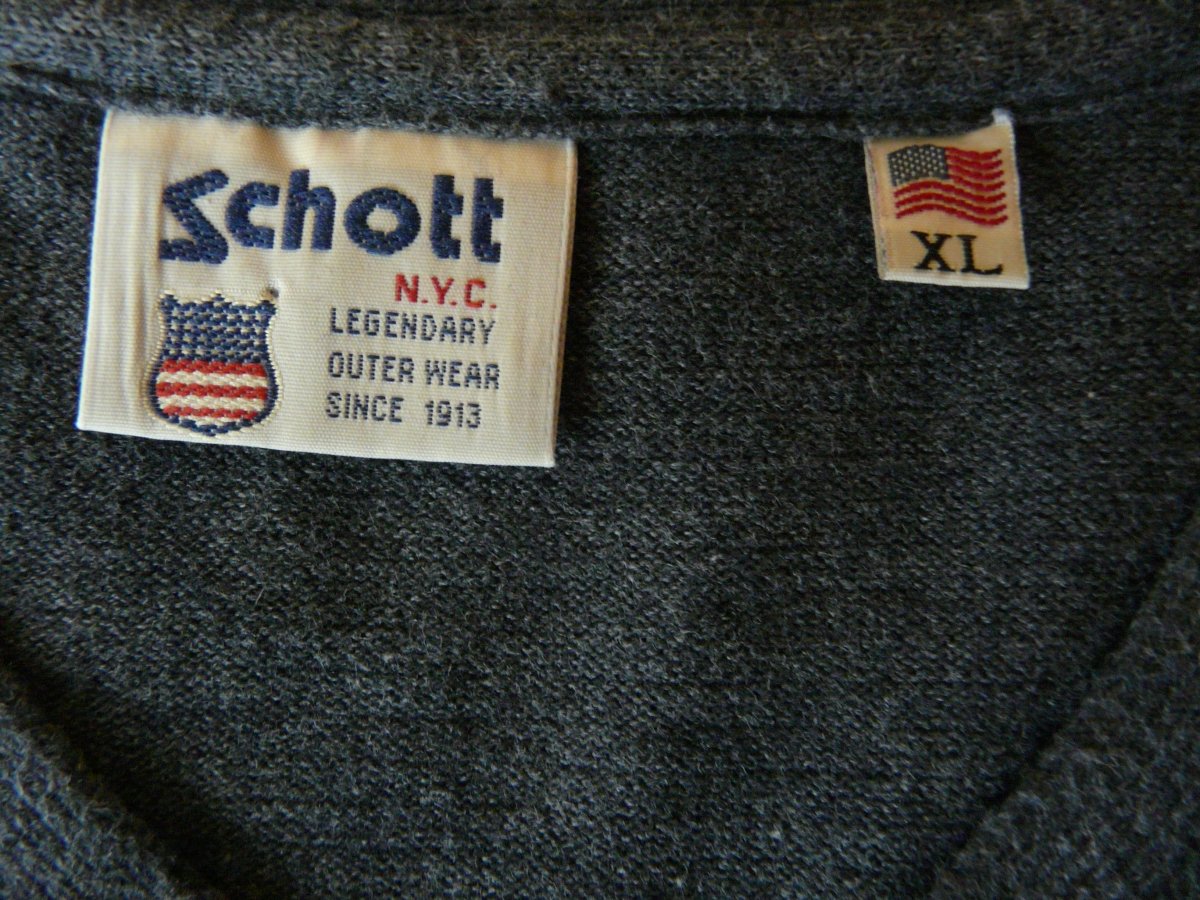 Schott
N.Y.C.
LEGENDARY
OUTER WEAR
SINCE 1913
XL